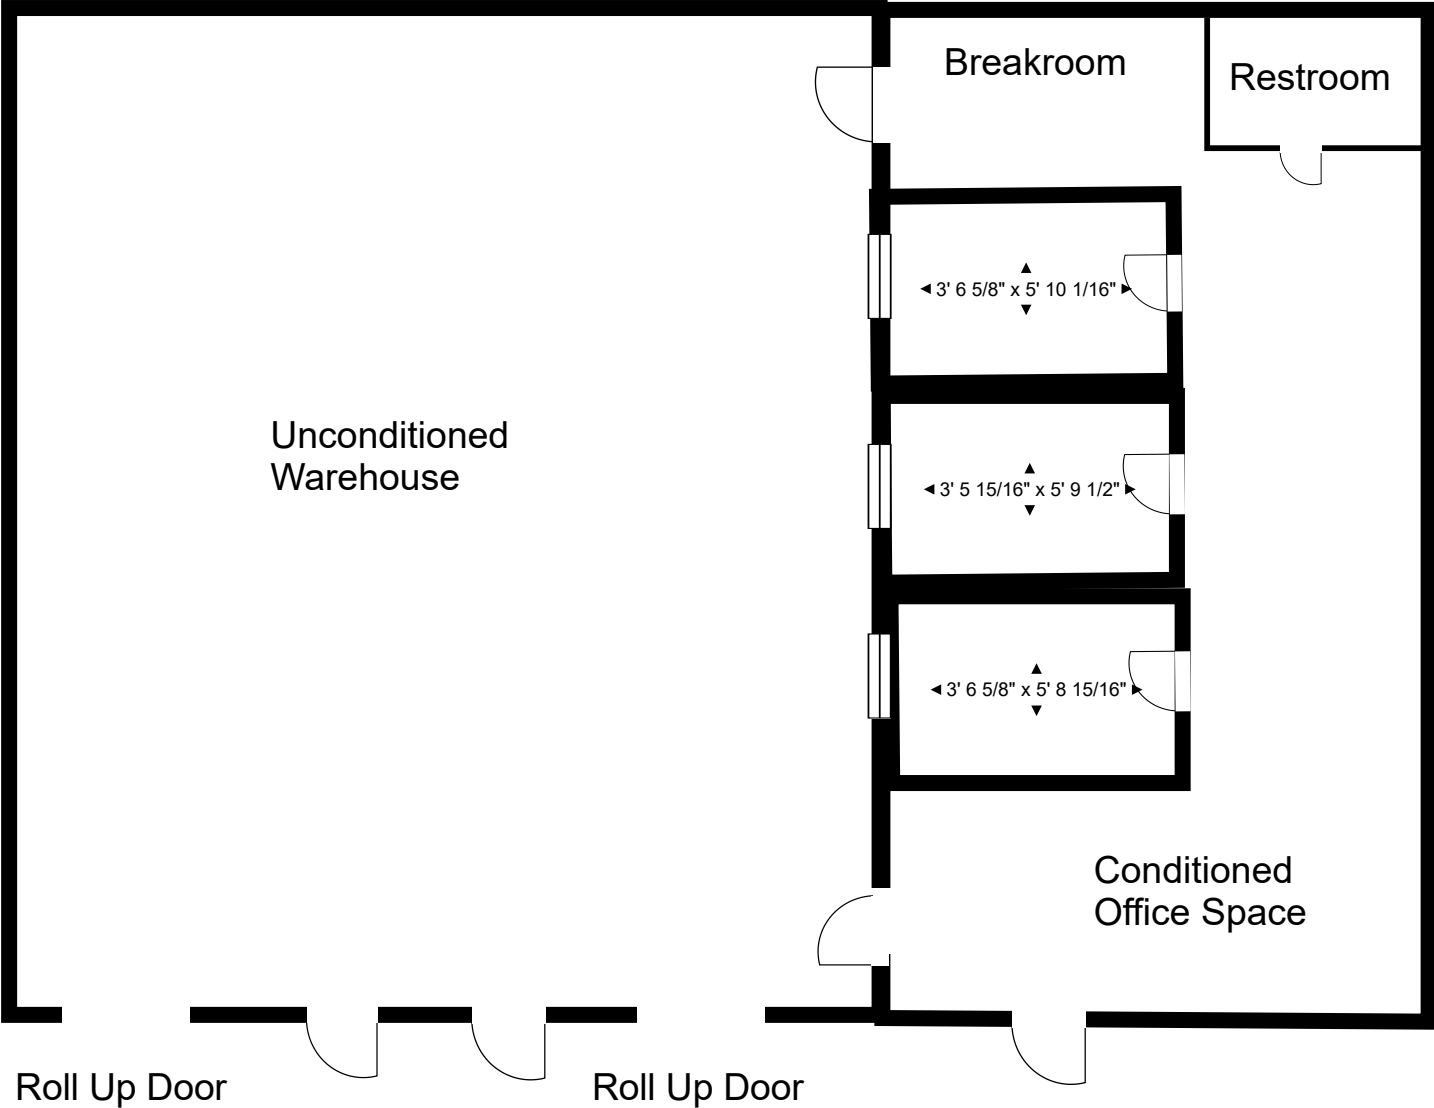 Breakroom
Restroom
3' 6 5/8" x 5' 10 1/16"
Unconditioned
Warehouse
3' 5 15/16" x 5' 9 1/2"
3' 6 5/8" x 5' 8 15/16"
Conditioned
Office Space
Roll Up Door
Roll Up Door